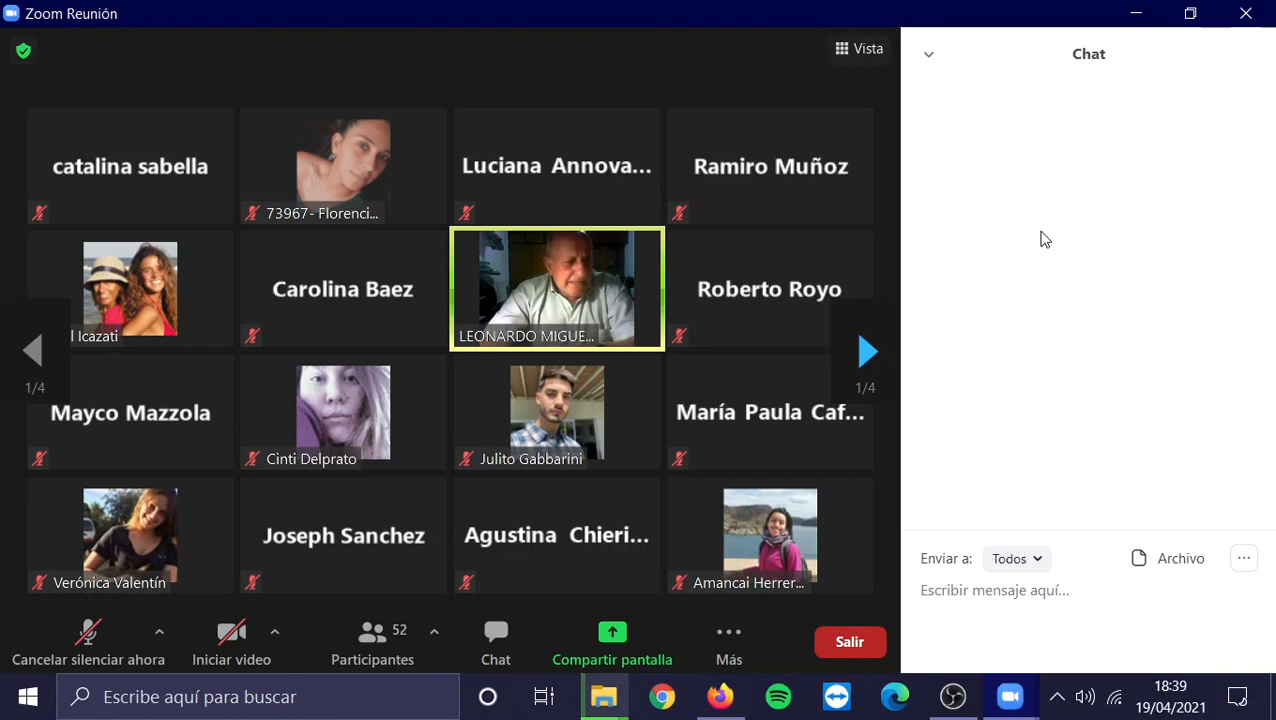 Zoom Reunión
Vista
Chat
catalina sabella
73967- Florenci...
Luciana Annova...
Ramiro Muñoz
l Icazati
Carolina Baez
LEONARDO MIGUE...
Roberto Royo
1/4
1/4
Mayco Mazzola
Cinti Delprato
Julito Gabbarini
María Paula Caf...
Verónica Valentín
Joseph Sanchez
Agustina Chieri...
Amancai Herrer...
Enviar a: Todos
Archivo
Escribir mensaje aquí...
52
Cancelar silenciar ahora
Iniciar video
Participantes
Chat
Compartir pantalla
Más
Salir
Escribe aquí para buscar
18:39
19/04/2021